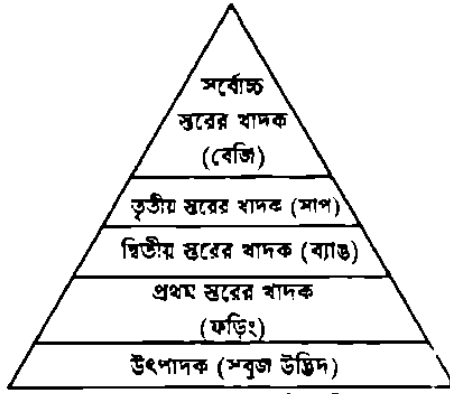 সর্বোচ্চ
স্তরের খাদক
(বেজি)
তৃতীয় স্তরের খাদক (সাপ)
দ্বিতীয় স্তরের খাদক (ব্যাঙ)
প্রথম স্তরের খাদক
(ফড়িং)
উৎপাদক (সবুজ উদ্ভিদ)